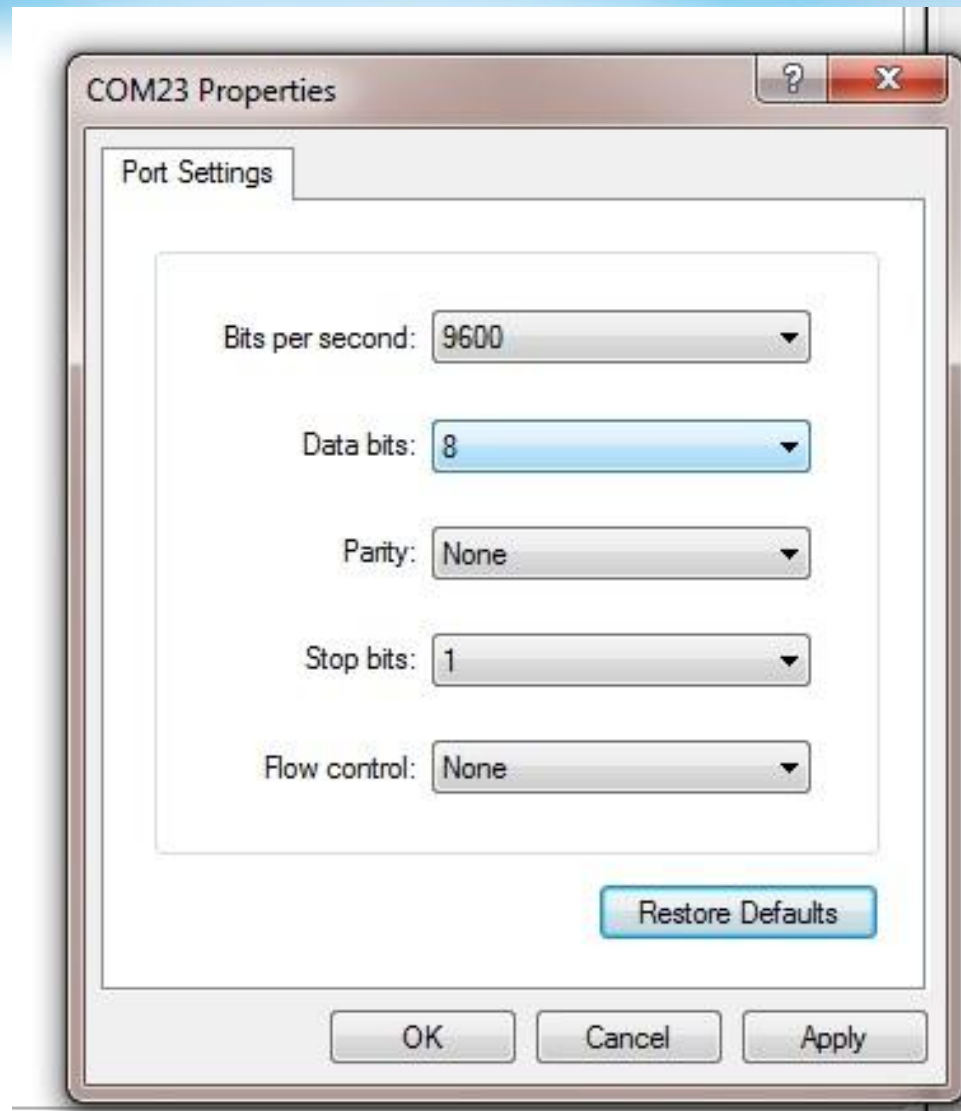 COM23 Properties
?
X
Port Settings
Bits per second: 9600
Data bits: 8
Parity: None
Stop bits: 1
Flow control: None
Restore Defaults
OK Cancel Apply